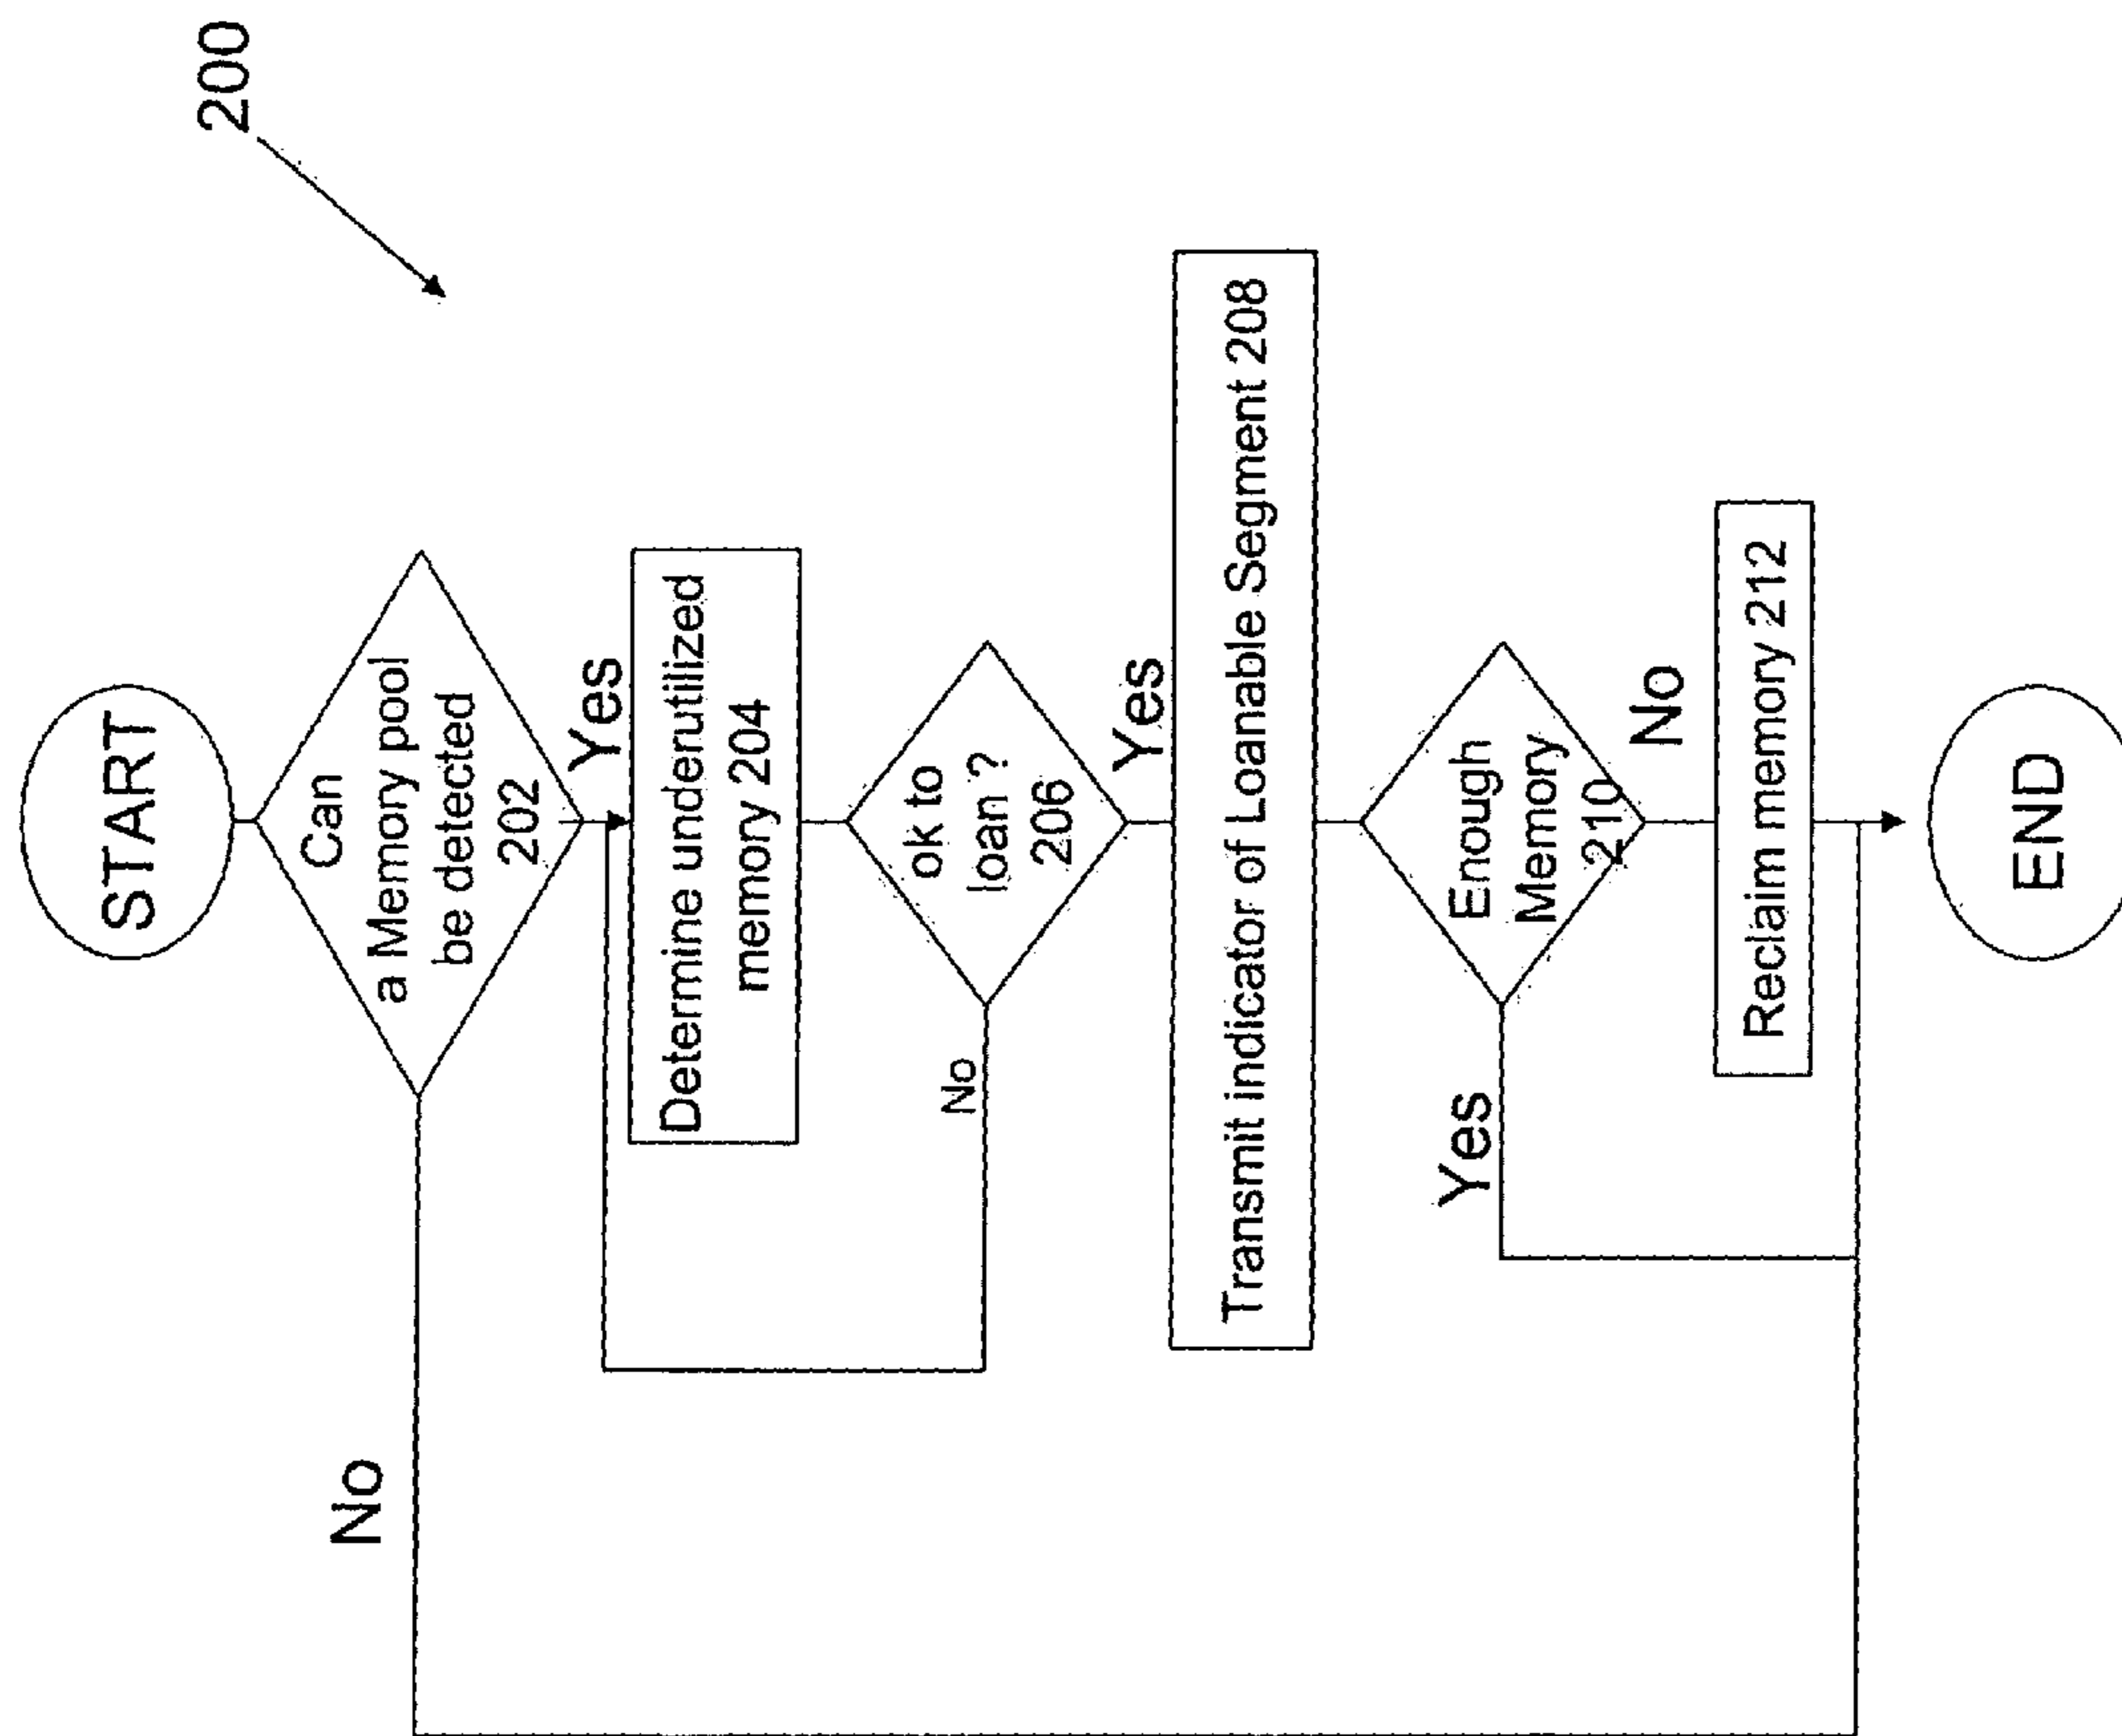 200
START
Can
a Memory pool
be detected
202
No
Yes
Determine underutilized
memory 204
ok to
loan ?
206
No
Yes
Transmit indicator of Loanable Segment 208
Enough
Memory
210
Yes
No
Reclaim memory 212
END